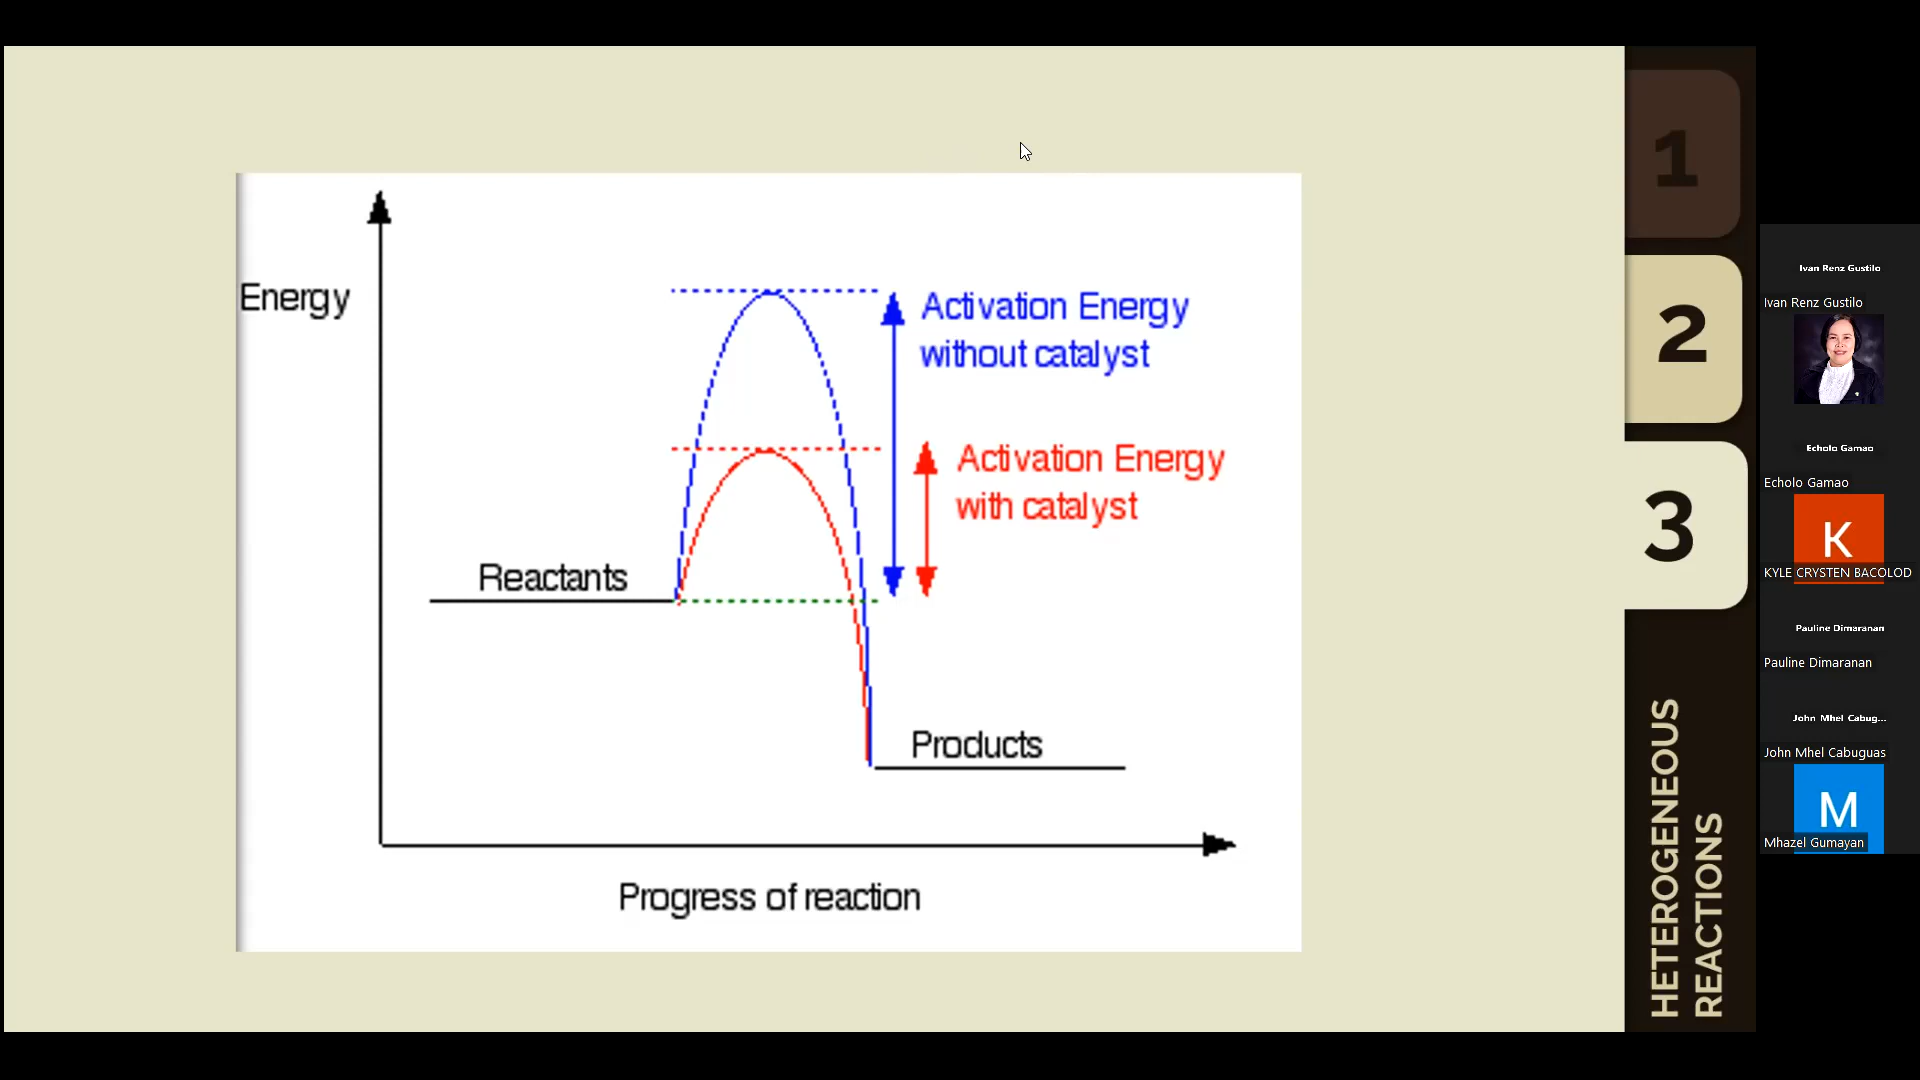 Energy
Activation Energy
without catalyst
Activation Energy
with catalyst
Reactants
Products
Progress of reaction
1
2
3
HETEROGENEOUS
REACTIONS
Ivan Renz Gustilo
Ivan Renz Gustilo
Echolo Gamao
Echolo Gamao
K
KYLE CRYSTEN BACOLOD
Pauline Dimaranan
Pauline Dimaranan
John Mhel Cabug...
John Mhel Cabuguas
M
Mhazel Gumayan